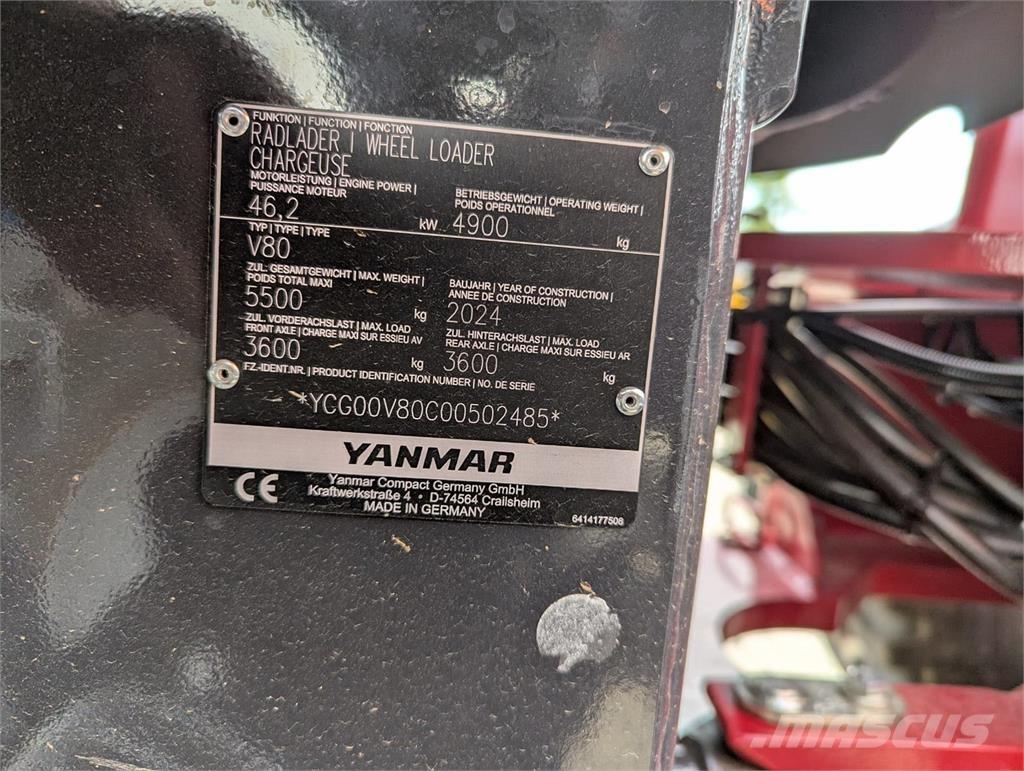 FUNKTION | FUNCTION | FONCTION
RADLADER | WHEEL LOADER
CHARGEUSE
MOTORLEISTUNG | ENGINE POWER |
PUISSANCE MOTEUR
46,2 kW
BETRIEBSGEWICHT | OPERATING WEIGHT |
POIDS OPERATIONNEL
4900 kg
TYP | TYPE | TYPE
V80
ZUL. GESAMTGEWICHT | MAX. WEIGHT |
POIDS TOTAL MAXI
5500 kg
BAUJAHR | YEAR OF CONSTRUCTION |
ANNEE DE CONSTRUCTION
2024
ZUL. VORDERACHSLAST | MAX. LOAD
FRONT AXLE | CHARGE MAXI SUR ESSIEU AV
3600 kg
ZUL. HINTERACHSLAST | MAX. LOAD
REAR AXLE | CHARGE MAXI SUR ESSIEU AR
3600 kg
FZ.-IDENT.NR. | PRODUCT IDENTIFICATION NUMBER | NO. DE SERIE
*YCG00V80C00502485*
YANMAR
CE
Yanmar Compact Germany GmbH
Kraftwerkstraße 4 • D-74564 Crailsheim
MADE IN GERMANY
6414177508
MASCUS